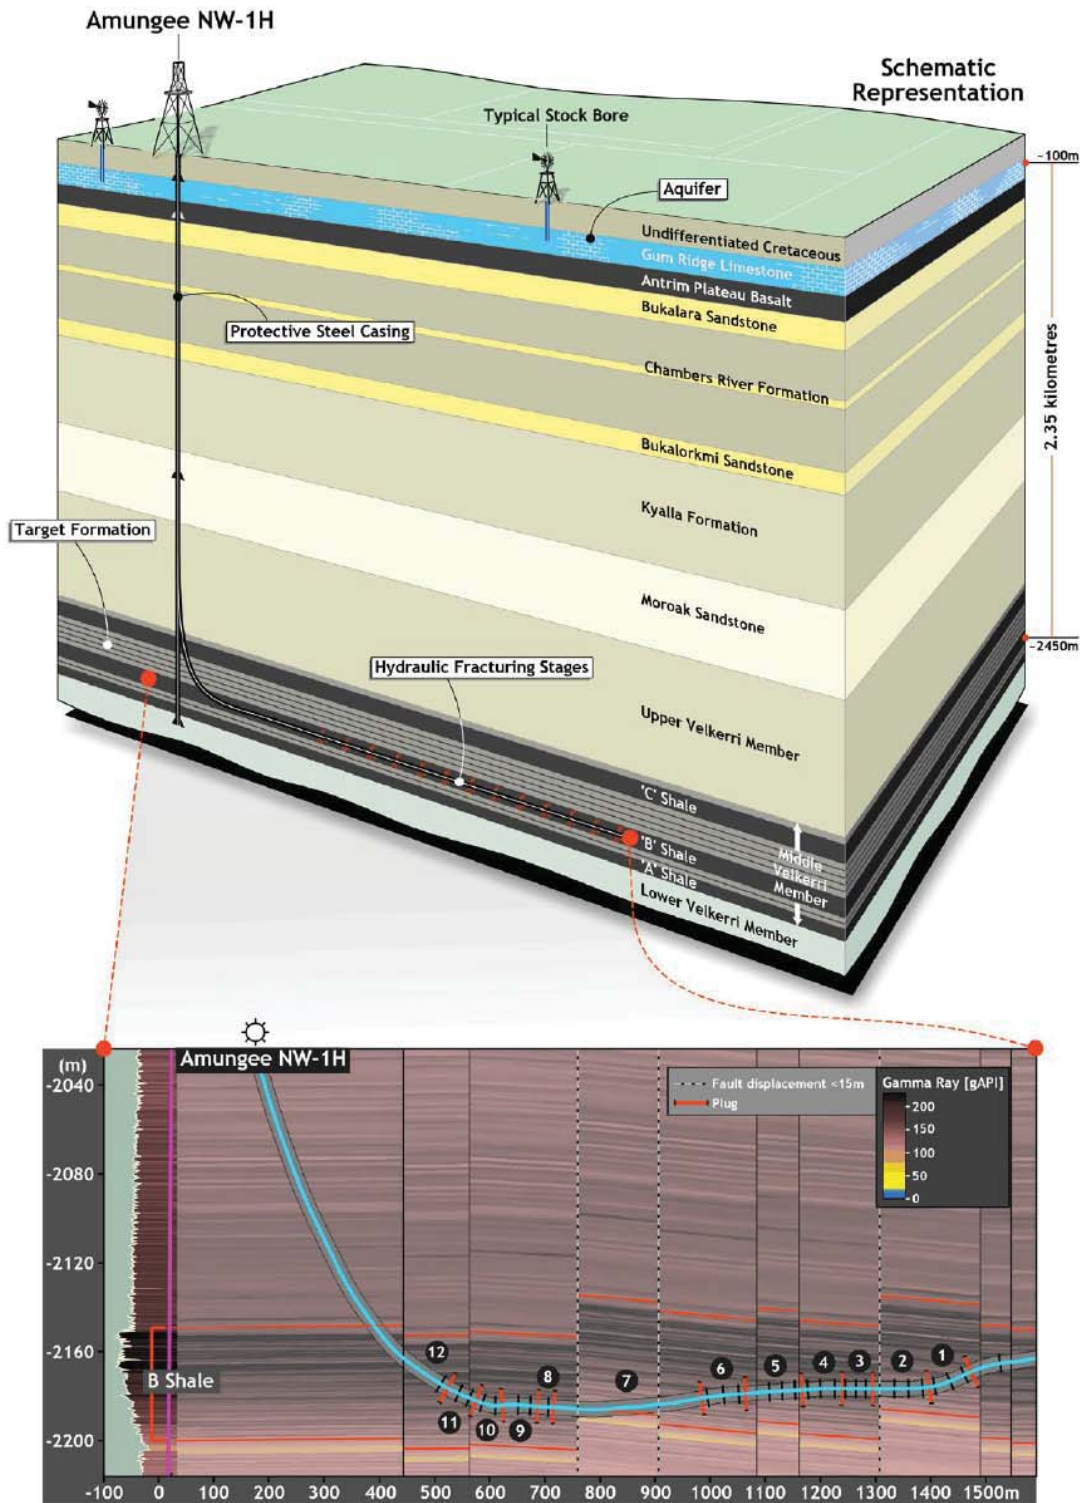 Amungee NW-1H
Schematic
Representation
Typical Stock Bore
~100m
Aquifer
Undifferentiated Cretaceous
Gum Ridge Limestone
Antrim Plateau Basalt
Protective Steel Casing
Bukalara Sandstone
Chambers River Formation
2.35 kilometres
Bukalorkmi Sandstone
Kyalla Formation
Target Formation
Moroak Sandstone
~2450m
Hydraulic Fracturing Stages
Upper Velkerri Member
'C' Shale
'B' Shale
'A' Shale
Middle
Velkerri
Member
Lower Velkerri Member
(m)
Amungee NW-1H
-2040
-2080
-2120
-2160
-2200
Fault displacement <15m
Plug
Gamma Ray [gAPI]
200
150
100
50
0
B Shale
12
11
10
9
8
7
6
5
4
3
2
1
-100 0 100 200 300 400 500 600 700 800 900 1000 1100 1200 1300 1400 1500m